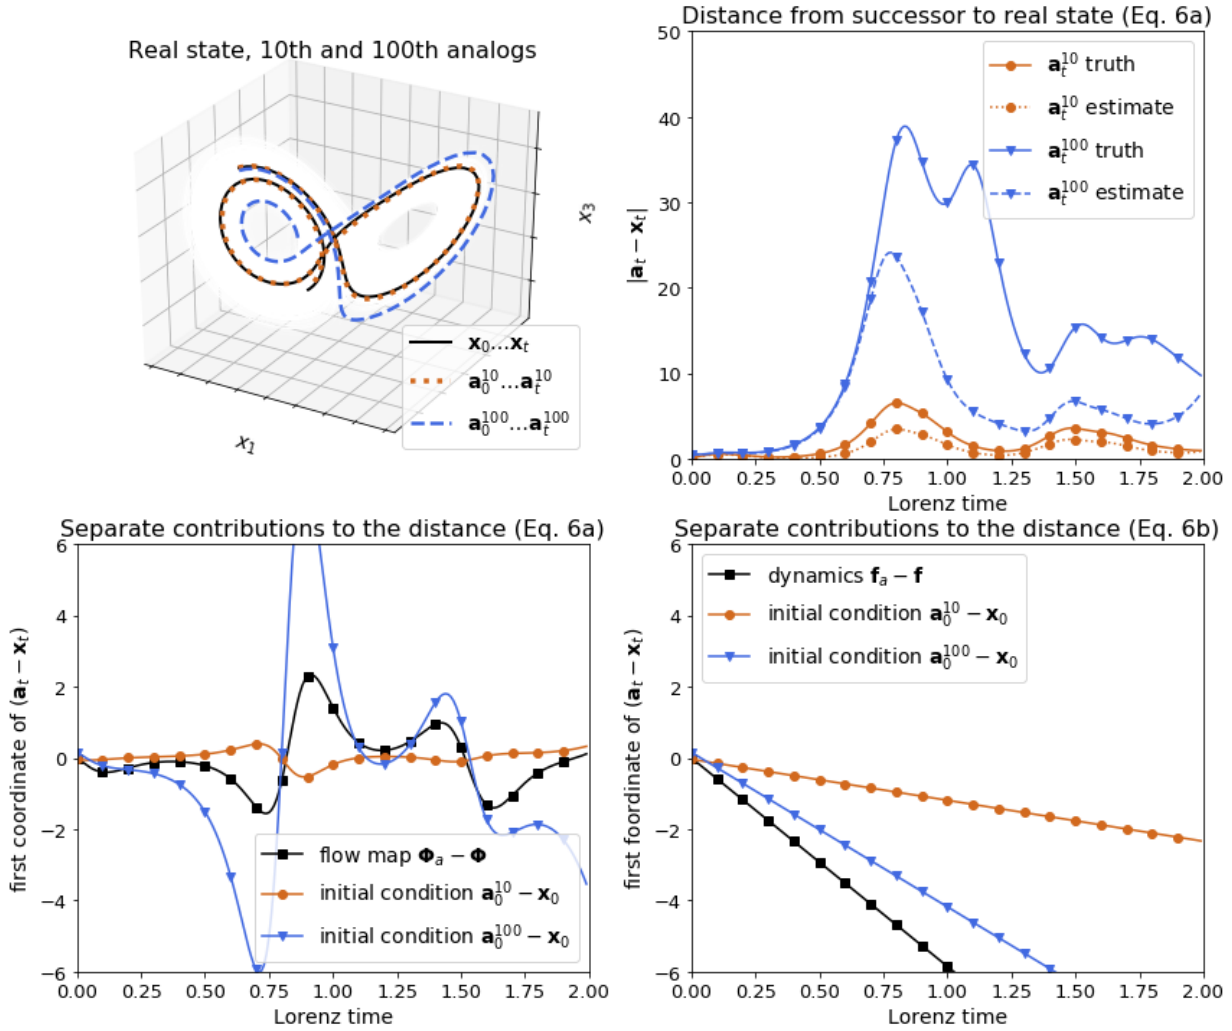 Real state, 10th and 100th analogs
x₃
x₁
x₀...xₜ
a₀¹⁰...aₜ¹⁰
a₀¹⁰⁰...aₜ¹⁰⁰
Distance from successor to real state (Eq. 6a)
50
40
30
20
10
0
|aₜ − xₜ|
aₜ¹⁰ truth
aₜ¹⁰ estimate
aₜ¹⁰⁰ truth
aₜ¹⁰⁰ estimate
0.00 0.25 0.50 0.75 1.00 1.25 1.50 1.75 2.00
Lorenz time
Separate contributions to the distance (Eq. 6a)
6
4
2
0
−2
−4
−6
first coordinate of (aₜ − xₜ)
flow map Φₐ − Φ
initial condition a₀¹⁰ − x₀
initial condition a₀¹⁰⁰ − x₀
0.00 0.25 0.50 0.75 1.00 1.25 1.50 1.75 2.00
Lorenz time
Separate contributions to the distance (Eq. 6b)
6
4
2
0
−2
−4
−6
first foordinate of (aₜ − xₜ)
dynamics fₐ − f
initial condition a₀¹⁰ − x₀
initial condition a₀¹⁰⁰ − x₀
0.00 0.25 0.50 0.75 1.00 1.25 1.50 1.75 2.00
Lorenz time